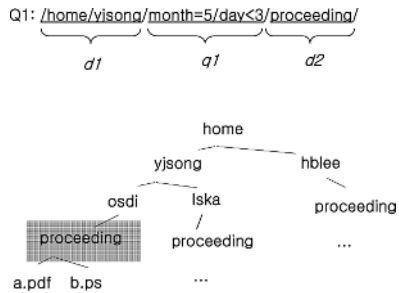 Q1: /home/yisong/month=5/day<3/proceeding/
d1 q1 d2
home
yjsong hblee
osdi lska
proceeding proceeding proceeding
a.pdf b.ps ... ...